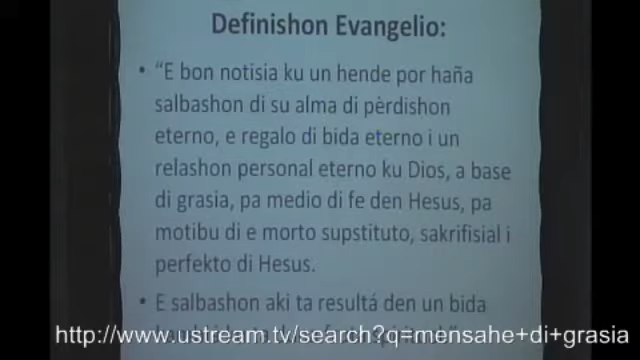 Definishon Evangelio:
• “E bon notisia ku un hende por haña
salbashon di su alma di pèrdishon
eterno, e regalo di bida eterno i un
relashon personal eterno ku Dios, a base
di grasia, pa medio di fe den Hesus, pa
motibu di e morto supstituto, sakrifisial i
perfekto di Hesus.
• E salbashon aki ta resultá den un bida
http://www.ustream.tv/search?q=mensahe+di+grasia